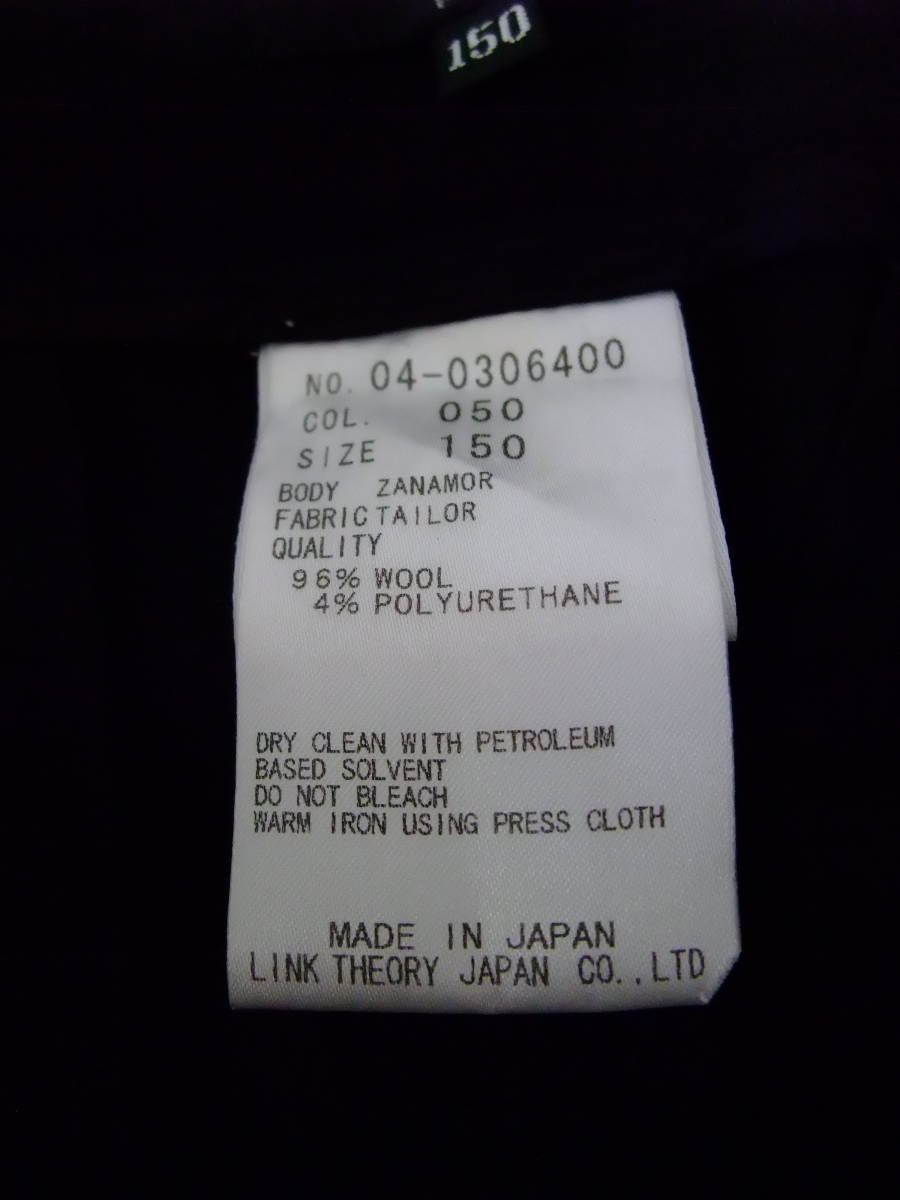 150
NO. 04-0306400
COL. 050
SIZE 150
BODY ZANAMOR
FABRIC TAILOR
QUALITY
96% WOOL
4% POLYURETHANE
DRY CLEAN WITH PETROLEUM
BASED SOLVENT
DO NOT BLEACH
WARM IRON USING PRESS CLOTH
MADE IN JAPAN
LINK THEORY JAPAN CO.,LTD